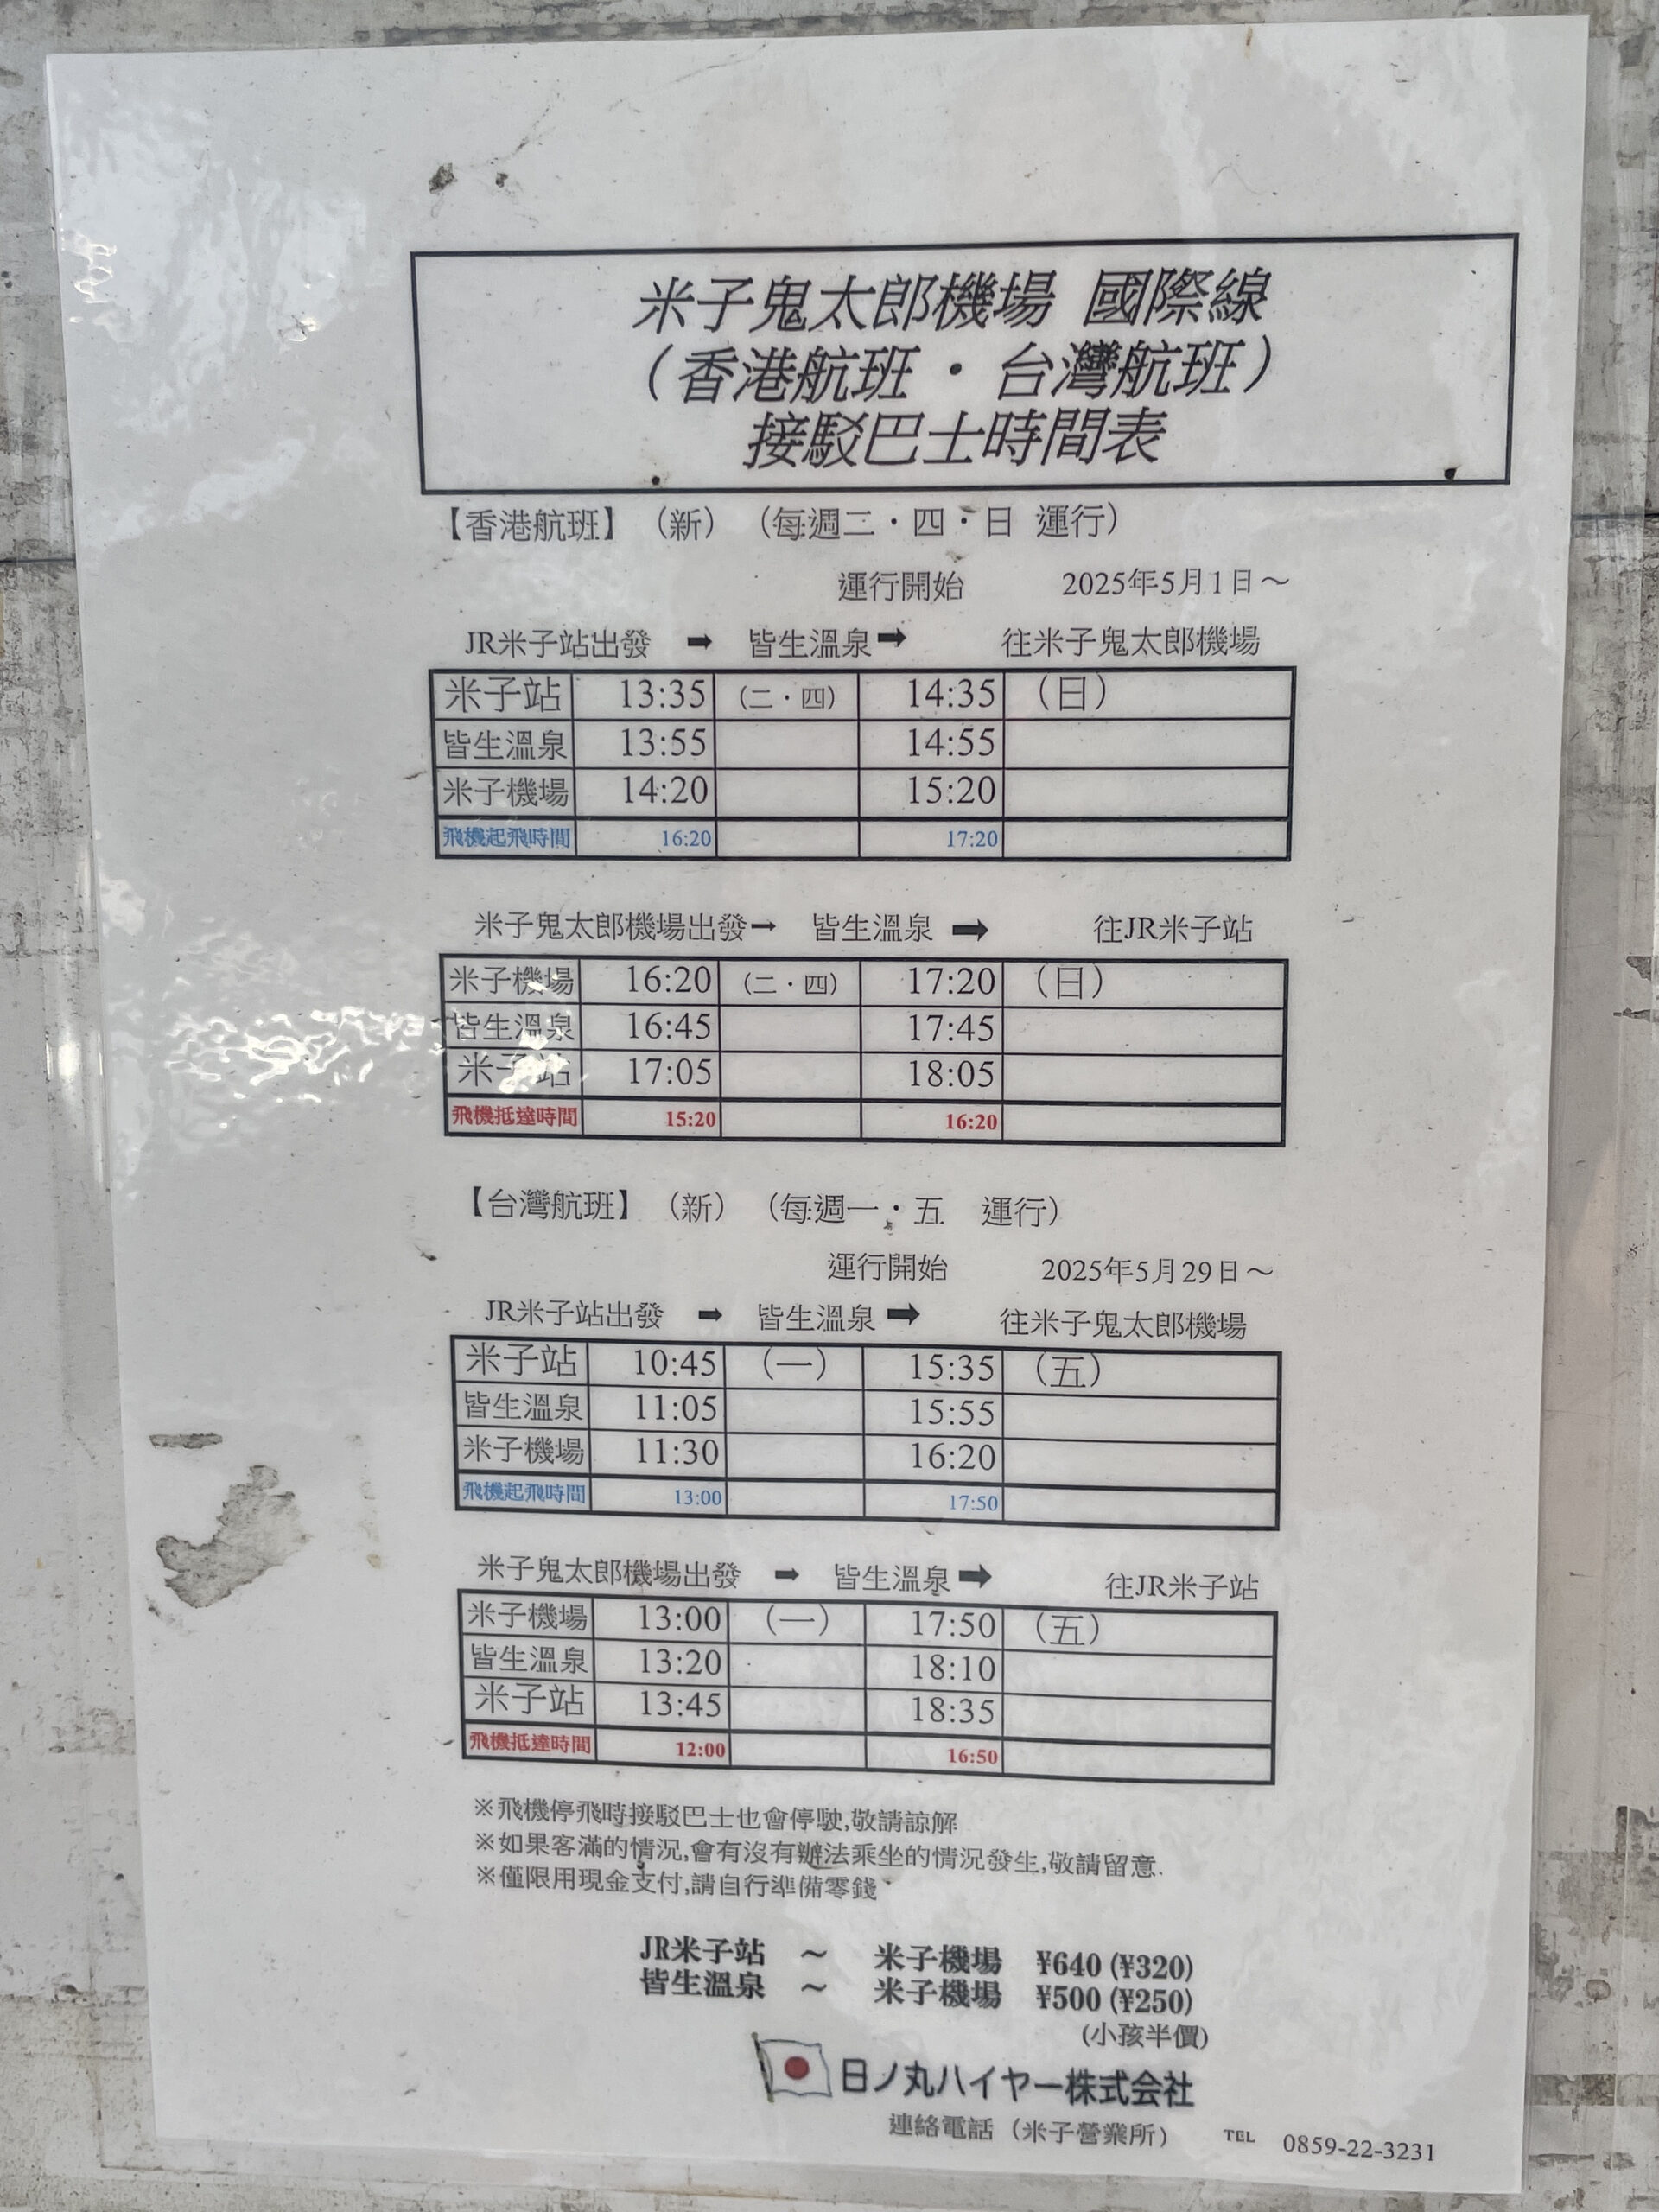 米子鬼太郎機場 國際線
（香港航班・台灣航班）
接駁巴士時間表
【香港航班】（新）（每週二・四・日 運行）
運行開始 2025年5月1日～
JR米子站出發 ➡ 皆生溫泉➡ 往米子鬼太郎機場
米子站 13:35 （二・四） 14:35 （日）
皆生溫泉 13:55 14:55
米子機場 14:20 15:20
飛機起飛時間 16:20 17:20
米子鬼太郎機場出發➡ 皆生溫泉 ➡ 往JR米子站
米子機場 16:20 （二・四） 17:20 （日）
皆生溫泉 16:45 17:45
米子站 17:05 18:05
飛機抵達時間 15:20 16:20
【台灣航班】（新）（每週一・五 運行）
運行開始 2025年5月29日～
JR米子站出發 ➡ 皆生溫泉 ➡ 往米子鬼太郎機場
米子站 10:45 （一） 15:35 （五）
皆生溫泉 11:05 15:55
米子機場 11:30 16:20
飛機起飛時間 13:00 17:50
米子鬼太郎機場出發 ➡ 皆生溫泉➡ 往JR米子站
米子機場 13:00 （一） 17:50 （五）
皆生溫泉 13:20 18:10
米子站 13:45 18:35
飛機抵達時間 12:00 16:50
※飛機停飛時接駁巴士也會停駛,敬請諒解
※如果客滿的情況,會有沒有辦法乘坐的情況發生,敬請留意.
※僅限用現金支付,請自行準備零錢
JR米子站 ～ 米子機場 ¥640 (¥320)
皆生溫泉 ～ 米子機場 ¥500 (¥250)
(小孩半價)
日ノ丸ハイヤー株式会社
連絡電話（米子營業所） TEL 0859-22-3231